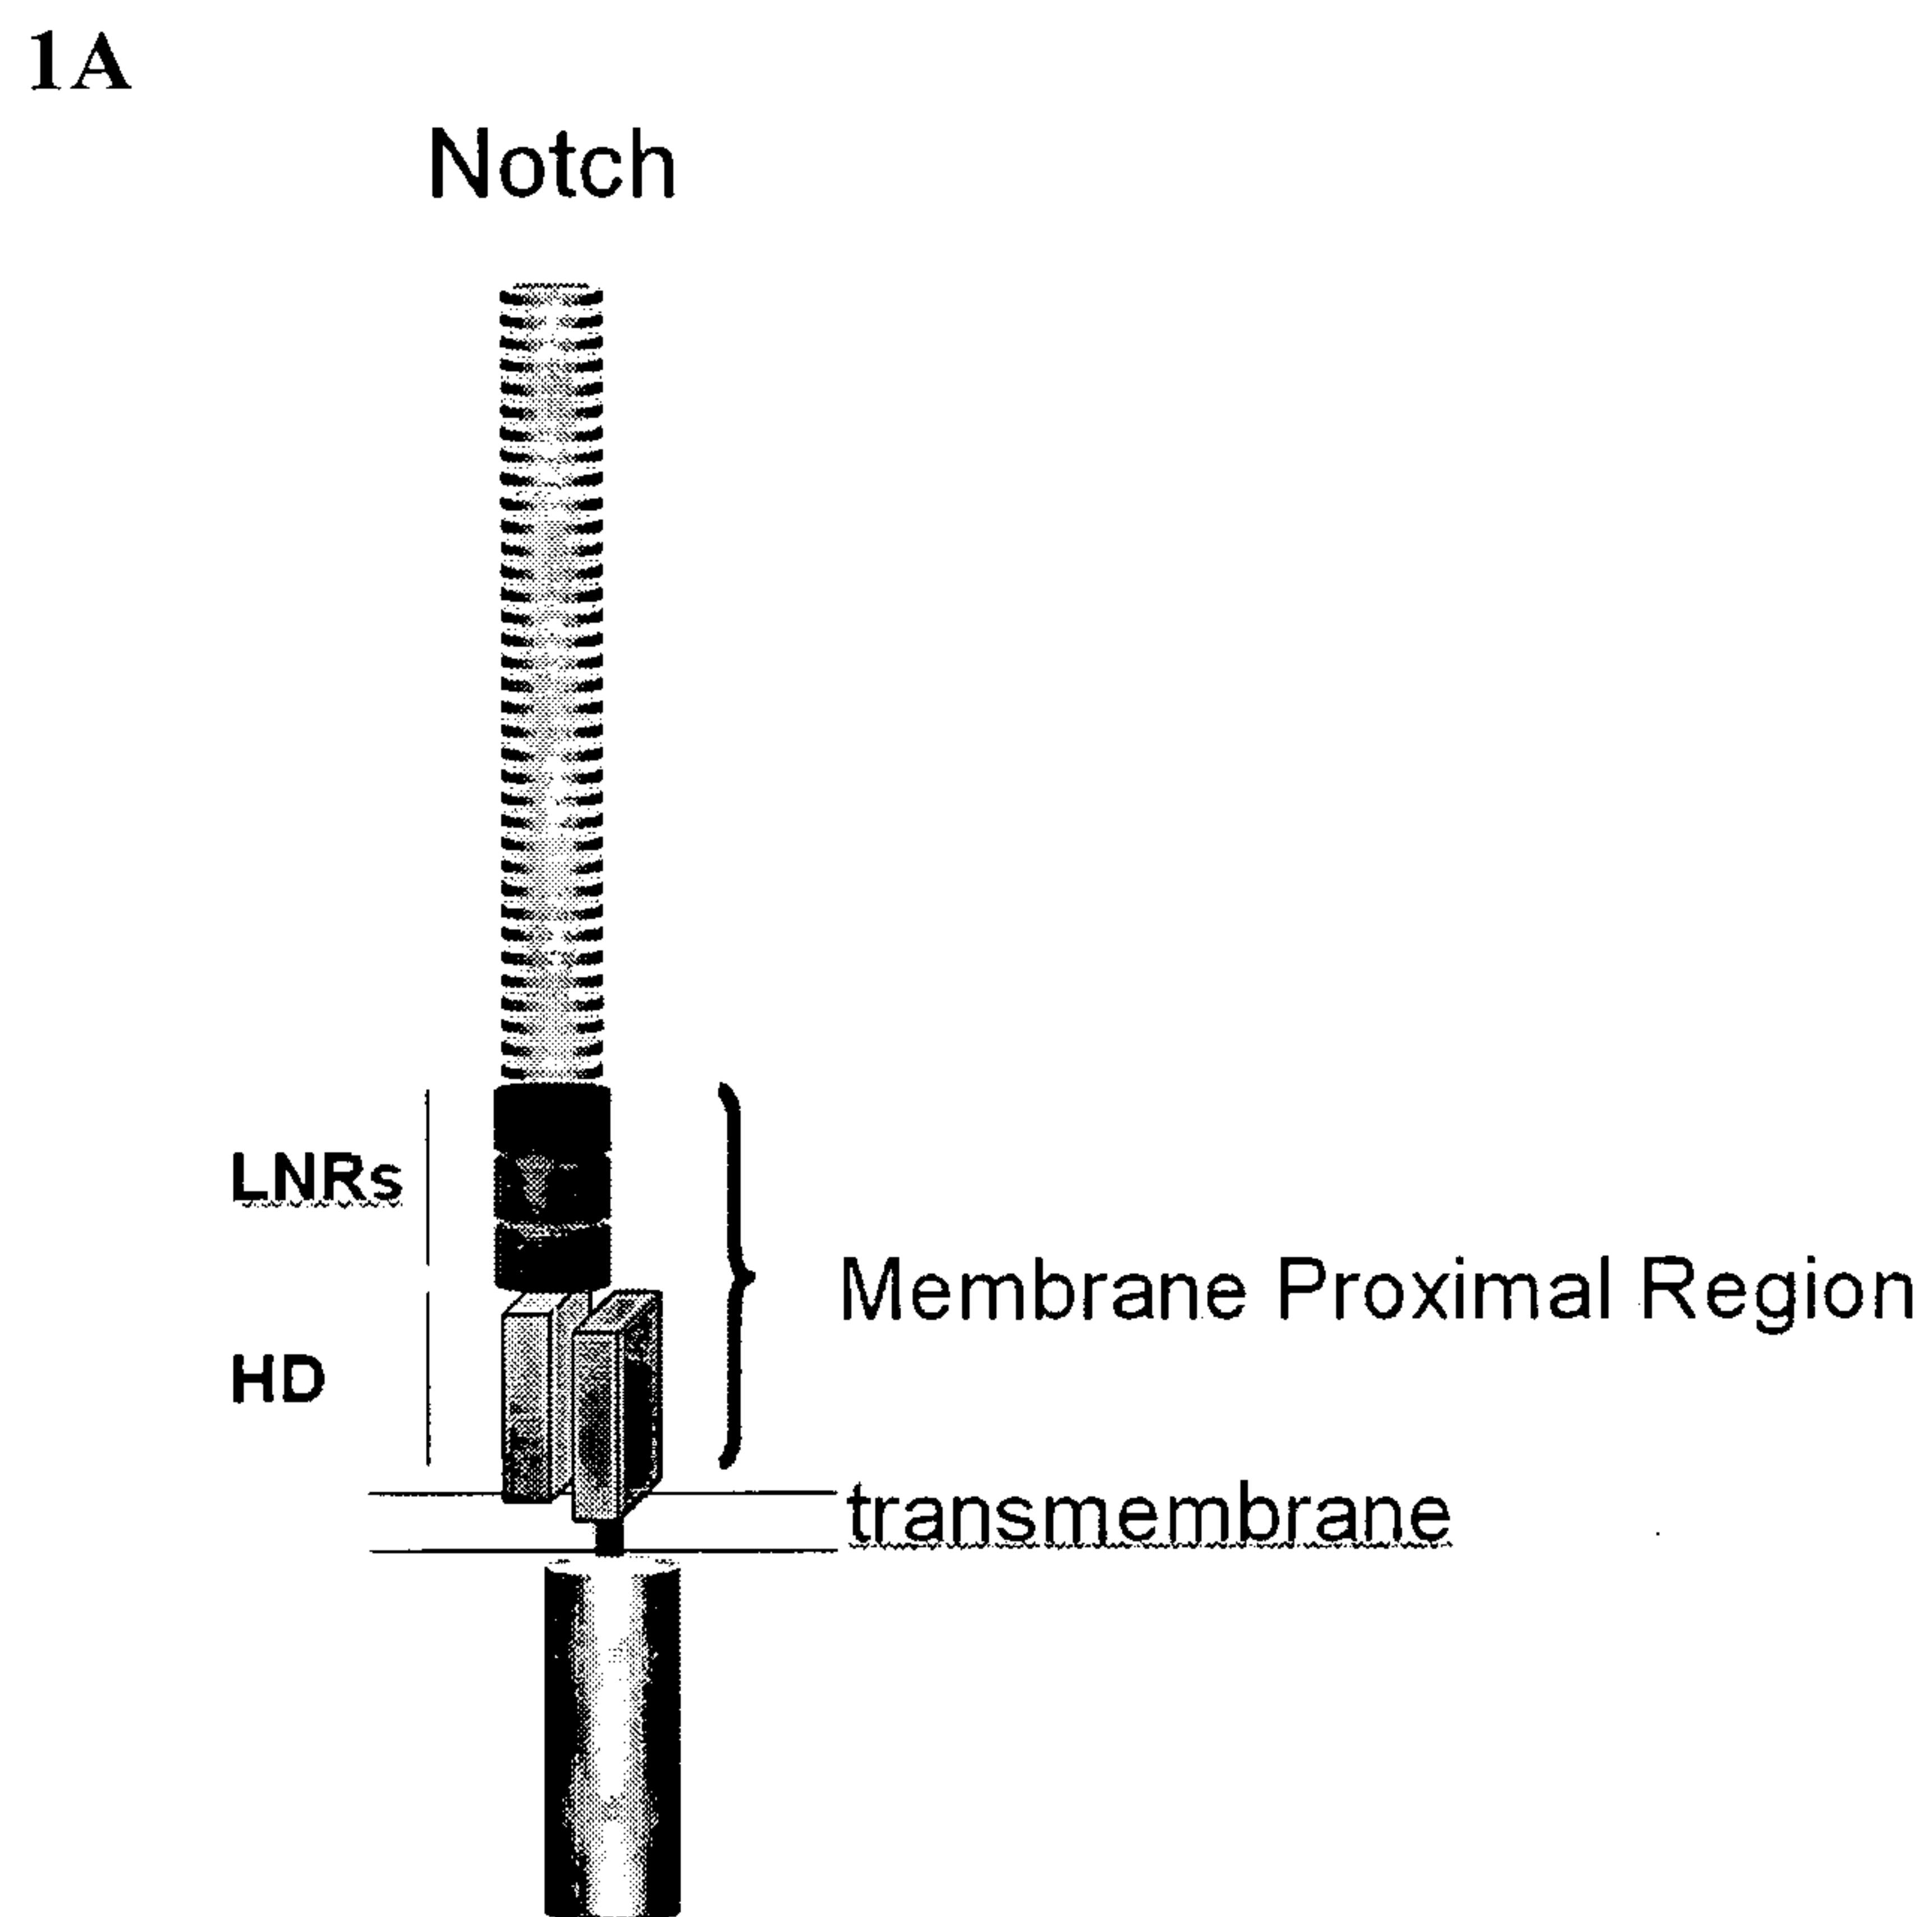 1A
Notch
LNRs
Membrane Proximal Region
HD
transmembrane